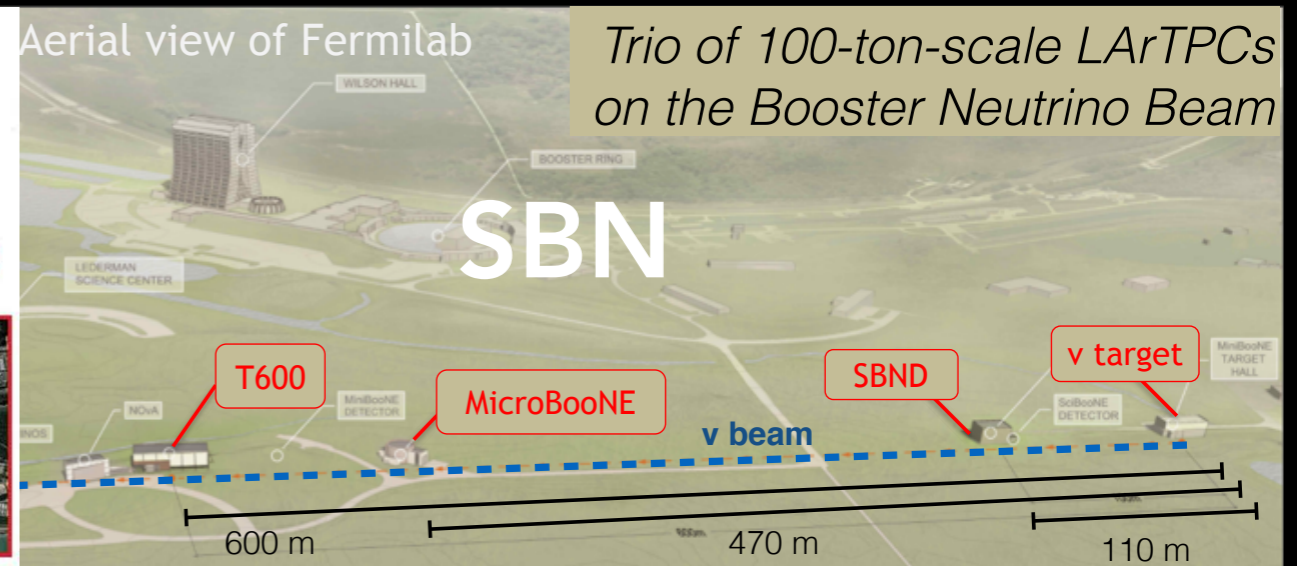 Aerial view of Fermilab
Trio of 100-ton-scale LArTPCs
on the Booster Neutrino Beam
WILSON HALL
BOOSTER RING
SBN
LEDERMAN
SCIENCE CENTER
T600
MicroBooNE
SBND
ν target
MiniBooNE
TARGET
HALL
NOvA
MiniBooNE
DETECTOR
SciBooNE
DETECTOR
INOS
ν beam
600 m
470 m
110 m